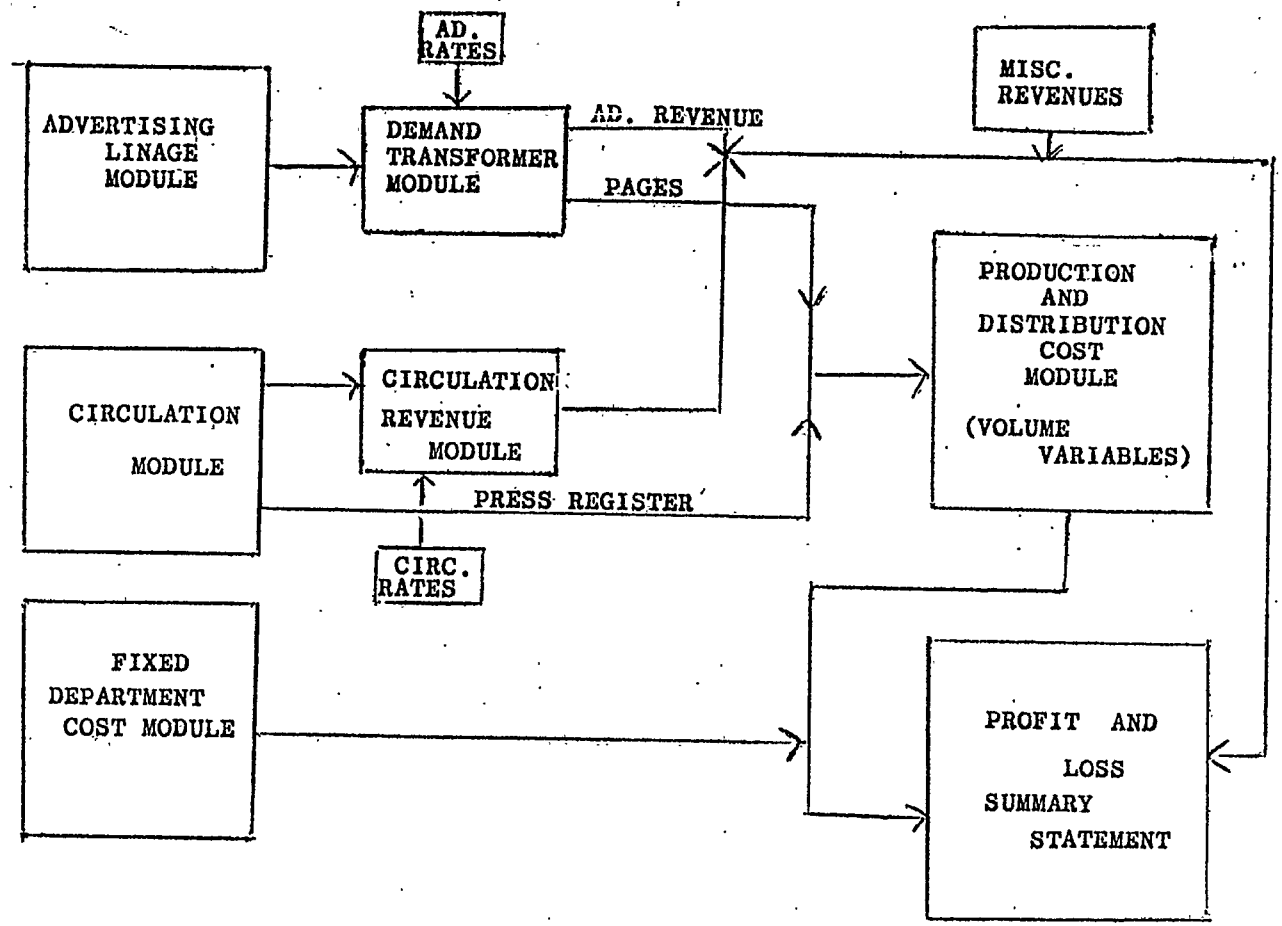 AD.
RATES
MISC.
REVENUES
ADVERTISING
LINAGE
MODULE
DEMAND
TRANSFORMER
MODULE
AD. REVENUE
PAGES
PRODUCTION
AND
DISTRIBUTION
COST
MODULE
(VOLUME
VARIABLES)
CIRCULATION
MODULE
CIRCULATION
REVENUE
MODULE
PRESS REGISTER
CIRC.
RATES
FIXED
DEPARTMENT
COST MODULE
PROFIT AND
LOSS
SUMMARY
STATEMENT